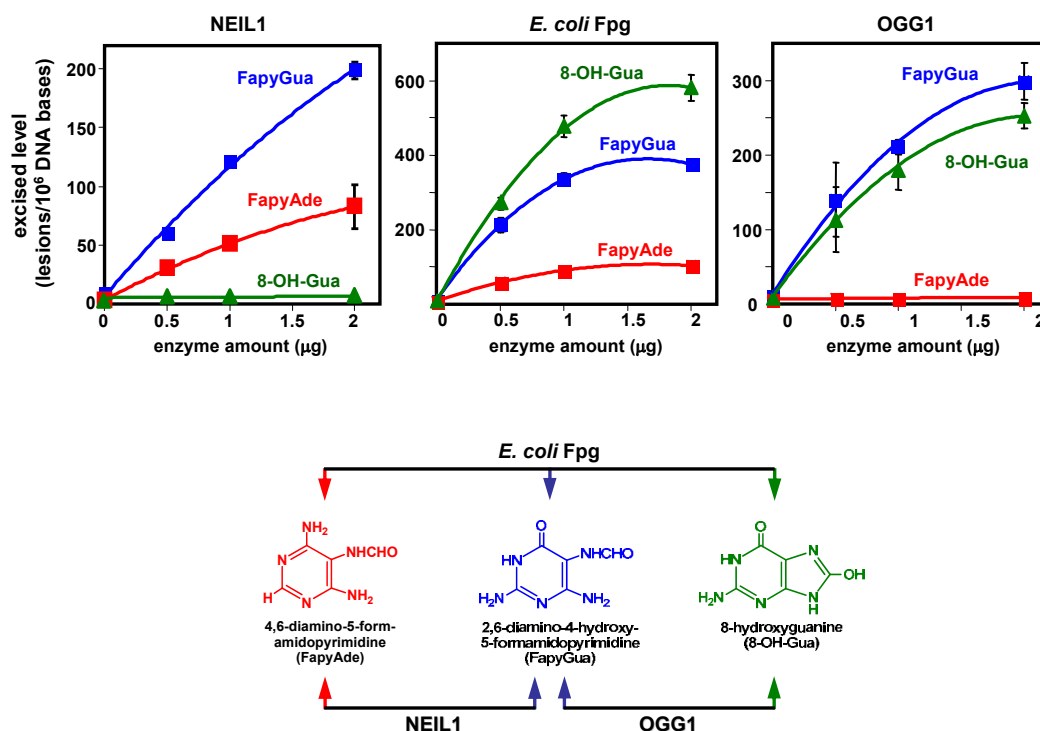 NEIL1
E. coli Fpg
OGG1
excised level
(lesions/10⁶ DNA bases)
200
150
100
50
0
FapyGua
FapyAde
8-OH-Gua
0 0.5 1 1.5 2
enzyme amount (μg)
600
400
200
8-OH-Gua
FapyGua
FapyAde
0 0.5 1 1.5 2
enzyme amount (μg)
300
200
100
0
FapyGua
8-OH-Gua
FapyAde
0 0.5 1 1.5 2
enzyme amount (μg)
E. coli Fpg
NH₂
N
NHCHO
H
N
NH₂
4,6-diamino-5-form-
amidopyrimidine
(FapyAde)
O
HN
NHCHO
H₂N
N
NH₂
2,6-diamino-4-hydroxy-
5-formamidopyrimidine
(FapyGua)
O
HN
N
OH
H₂N
N
N
H
8-hydroxyguanine
(8-OH-Gua)
NEIL1
OGG1